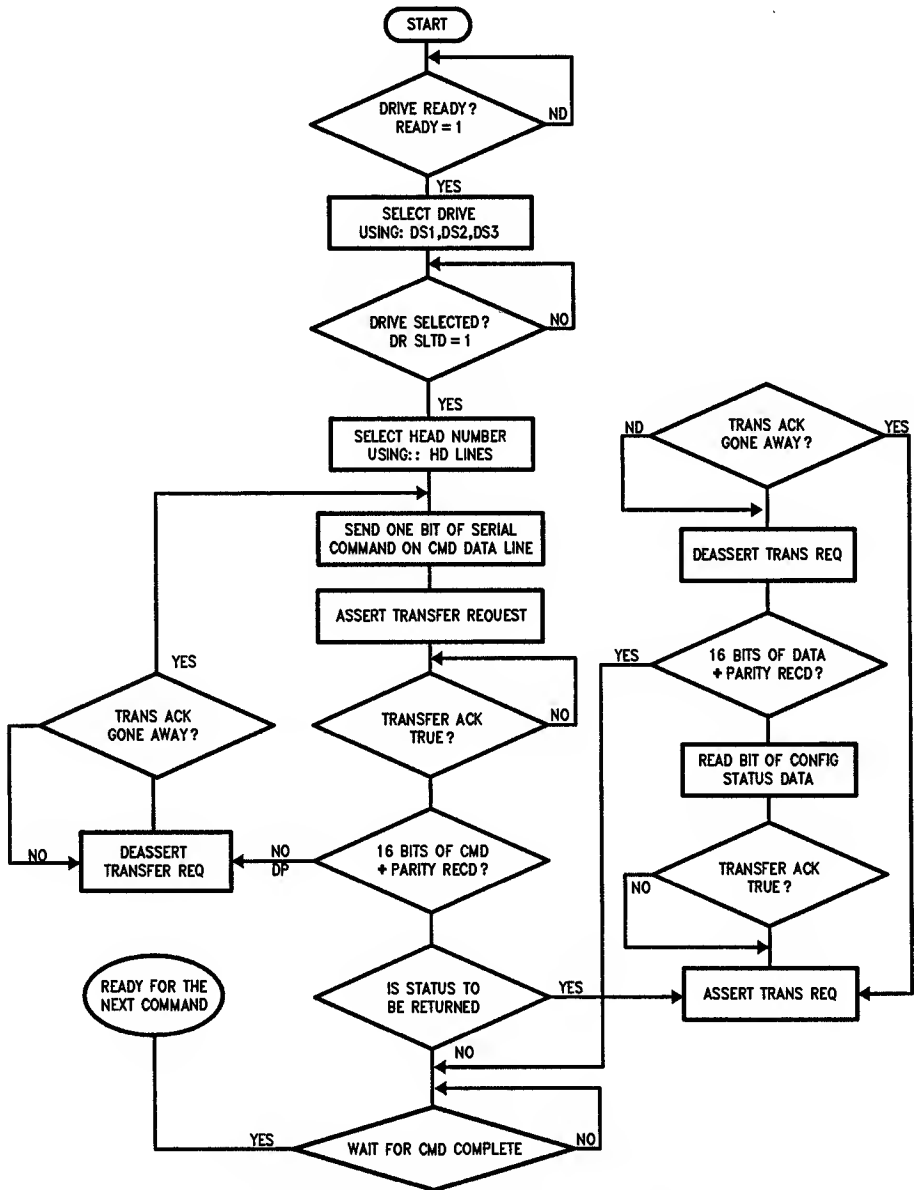 START
DRIVE READY?
READY = 1
ND
YES
SELECT DRIVE
USING: DS1,DS2,DS3
DRIVE SELECTED?
DR SLTD = 1
NO
YES
SELECT HEAD NUMBER
USING:: HD LINES
SEND ONE BIT OF SERIAL
COMMAND ON CMD DATA LINE
ASSERT TRANSFER REQUEST
TRANSFER ACK
TRUE?
NO
YES
TRANS ACK
GONE AWAY?
NO
DEASSERT
TRANSFER REQ
NO
DP
16 BITS OF CMD
+ PARITY RECD?
IS STATUS TO
BE RETURNED
YES
NO
READY FOR THE
NEXT COMMAND
YES
WAIT FOR CMD COMPLETE
NO
ND
TRANS ACK
GONE AWAY?
YES
DEASSERT TRANS REQ
YES
16 BITS OF DATA
+ PARITY RECD?
READ BIT OF CONFIG
STATUS DATA
TRANSFER ACK
TRUE?
NO
ASSERT TRANS REQ